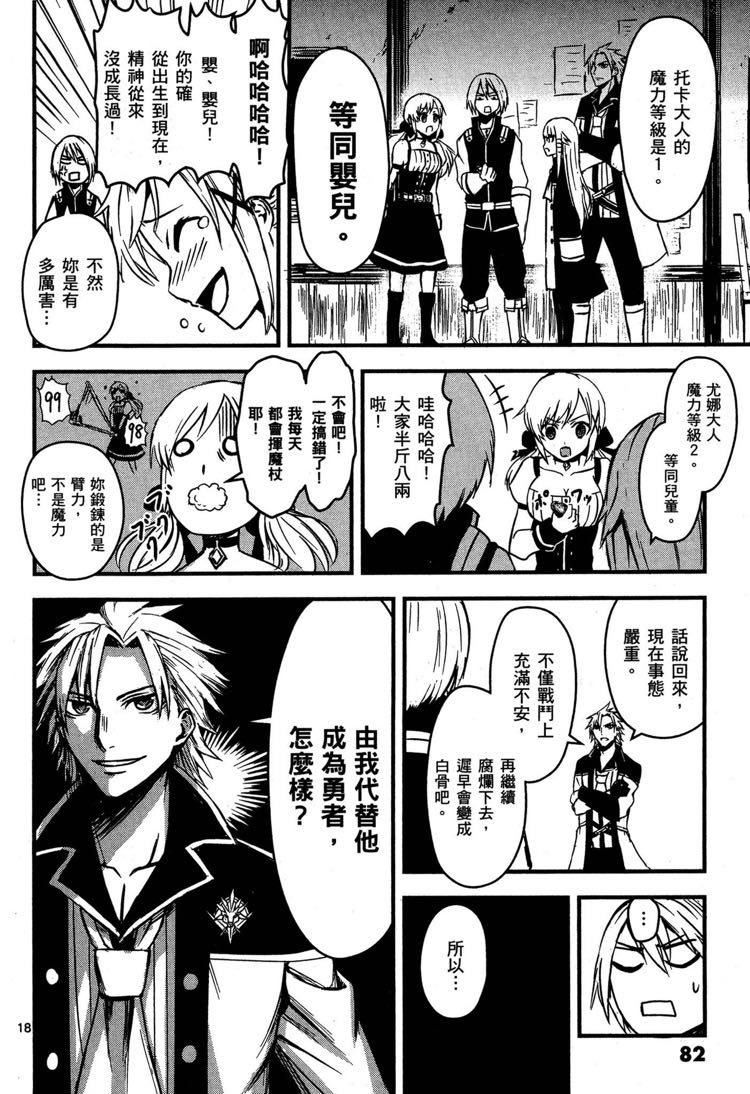 托卡大人的
魔力等級是1。
等同嬰兒。
啊哈哈哈哈！
嬰、嬰兒！
你的確
從出生到現在，
精神從來
沒成長過！
不然
妳是有
多厲害…
尤娜大人
魔力等級2。
等同兒童。
哇哈哈哈！
大家半斤八兩
啦！
不會吧！
一定搞錯了！
我每天
都會揮魔杖
耶！
ブク
ブク
98
99
妳鍛鍊的是
臂力，
不是魔力
吧…
話說回來，
現在事態
嚴重。
不僅戰鬥上
充滿不安，
再繼續
腐爛下去，
遲早會變成
白骨吧。
…
所以…
由我代替他
成為勇者，
怎麼樣？
18
82